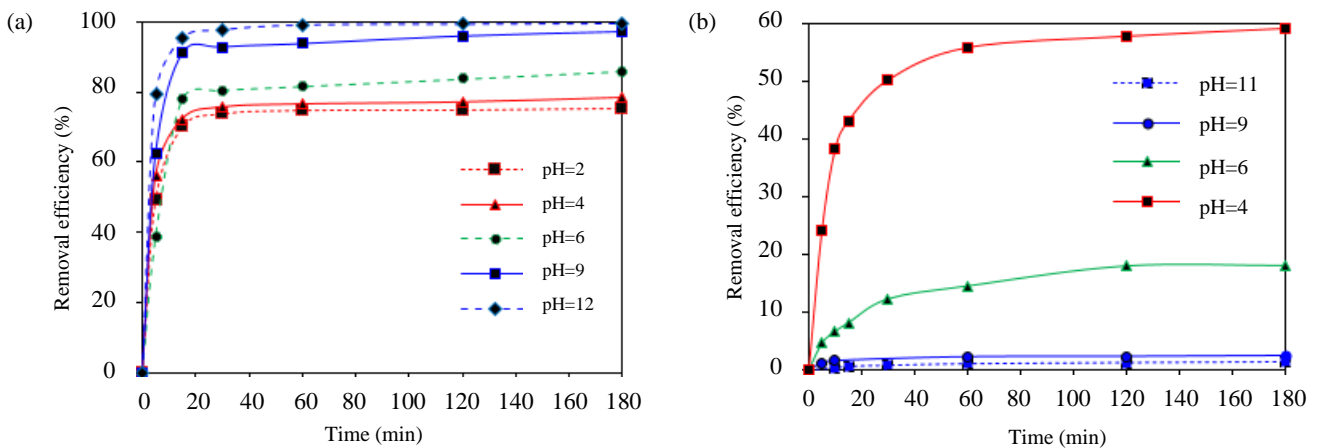 (a)
Removal efficiency (%)
100
80
60
40
20
0
0 20 40 60 80 100 120 140 160 180
Time (min)
pH=2
pH=4
pH=6
pH=9
pH=12
(b)
Removal efficiency (%)
60
50
40
30
20
10
0
0 20 40 60 80 100 120 140 160 180
Time (min)
pH=11
pH=9
pH=6
pH=4